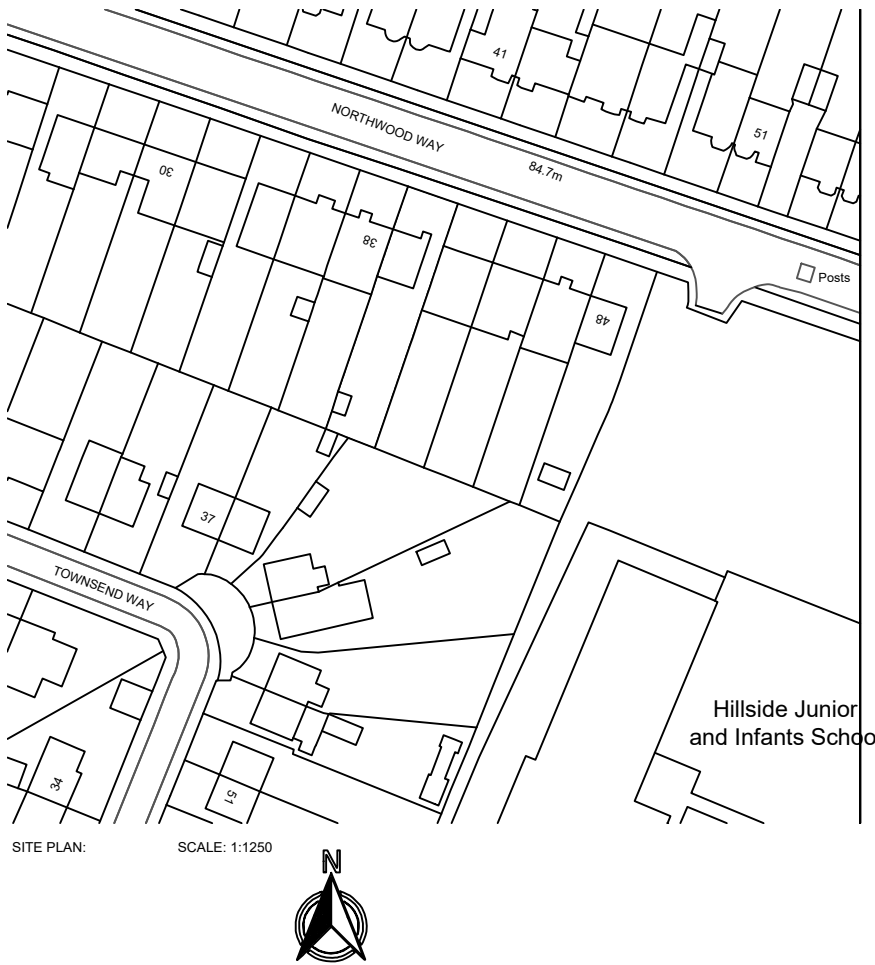 41
NORTHWOOD WAY
51
84.7m
30
38
Posts
48
37
TOWNSEND WAY
Hillside Junior
and Infants Schoo
34
51
SITE PLAN:
SCALE: 1:1250
N